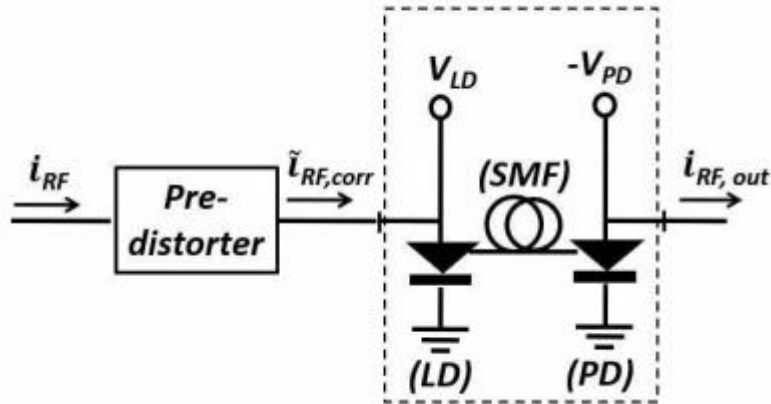 V_LD
-V_PD
i_RF
Pre-
distorter
ĩ_RF,corr
(SMF)
i_RF, out
(LD)
(PD)